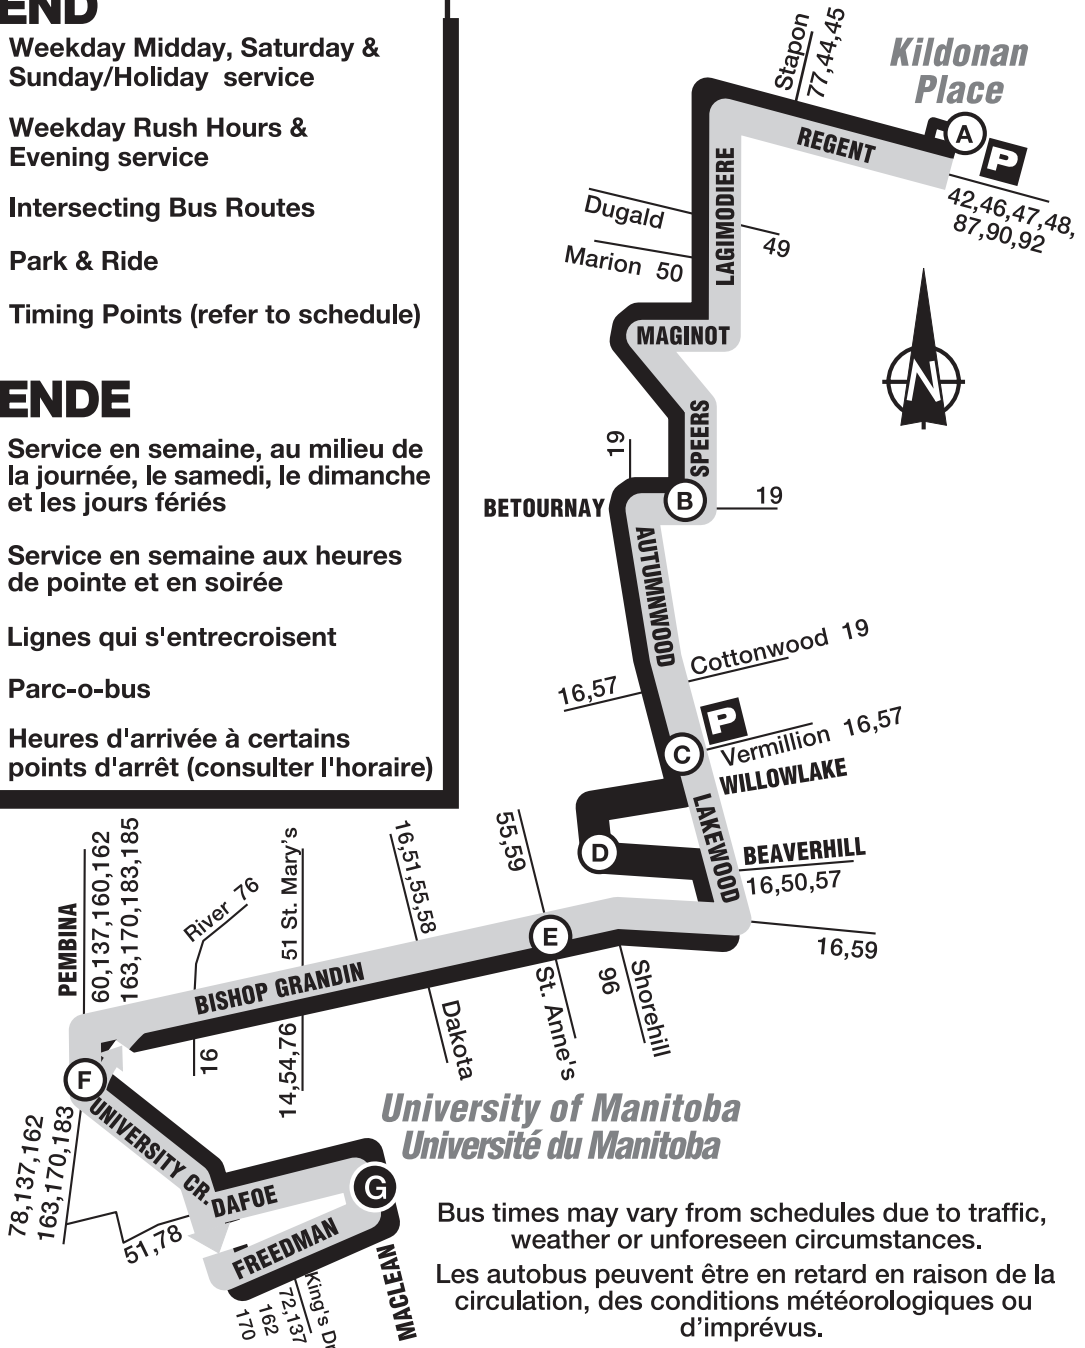 END
Weekday Midday, Saturday &
Sunday/Holiday service
Weekday Rush Hours &
Evening service
Intersecting Bus Routes
Park & Ride
Timing Points (refer to schedule)
ENDE
Service en semaine, au milieu de
la journée, le samedi, le dimanche
et les jours fériés
Service en semaine aux heures
de pointe et en soirée
Lignes qui s'entrecroisent
Parc-o-bus
Heures d'arrivée à certains
points d'arrêt (consulter l'horaire)
Stapon
77,44,45
Kildonan
Place
A
P
REGENT
42,46,47,48,
87,90,92
LAGIMODIERE
Dugald
49
Marion 50
MAGINOT
N
SPEERS
19
BETOURNAY
B
19
AUTUMNWOOD
Cottonwood 19
16,57
P
C
Vermillion 16,57
WILLOWLAKE
LAKEWOOD
D
BEAVERHILL
16,50,57
16,59
55,59
E
St. Anne's
96
Shorehill
16,51,55,58
Dakota
51 St. Mary's
14,54,76
River 76
16
BISHOP GRANDIN
PEMBINA
60,137,160,162
163,170,183,185
F
UNIVERSITY CR.
78,137,162
163,170,183
51,78
DAFOE
G
FREEDMAN
MACLEAN
King's Dr
72,137
162
170
University of Manitoba
Université du Manitoba
Bus times may vary from schedules due to traffic,
weather or unforeseen circumstances.
Les autobus peuvent être en retard en raison de la
circulation, des conditions météorologiques ou
d'imprévus.